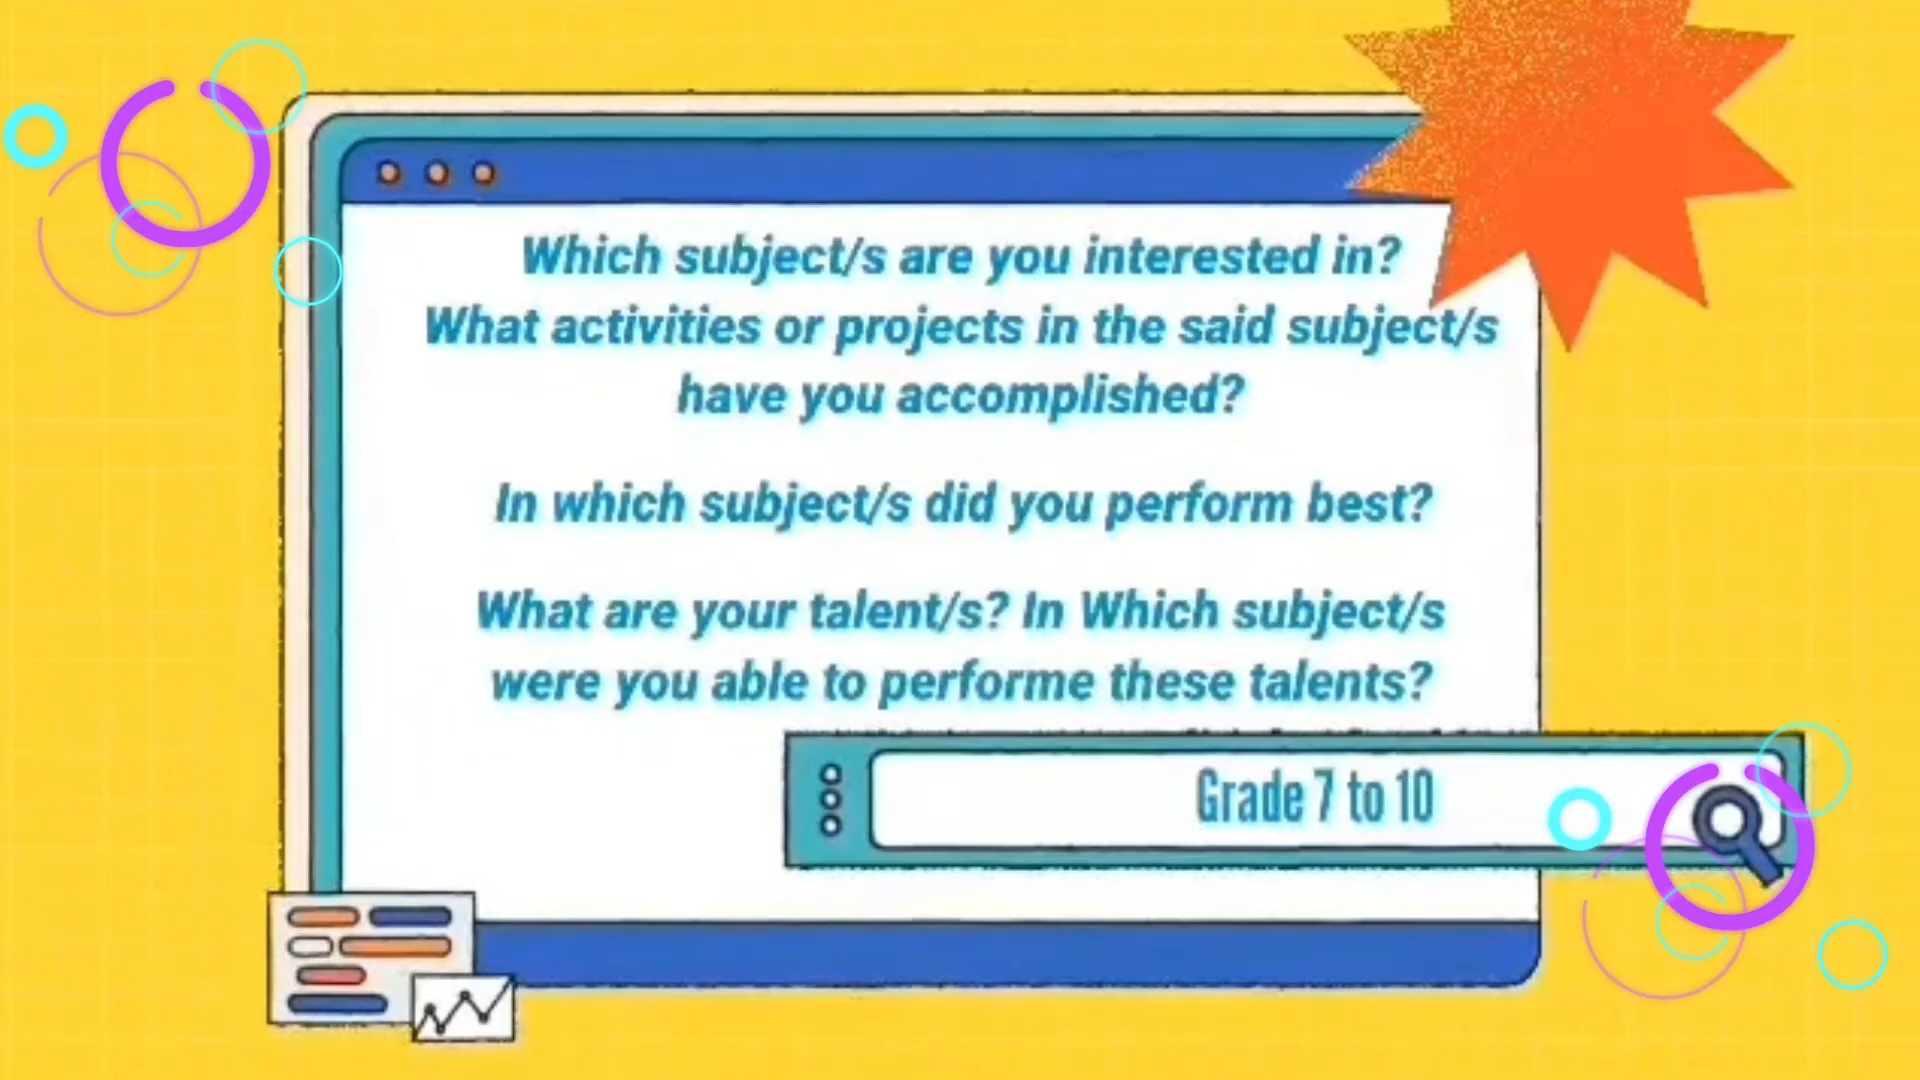 Which subject/s are you interested in?
What activities or projects in the said subject/s
have you accomplished?
In which subject/s did you perform best?
What are your talent/s? In Which subject/s
were you able to performe these talents?
Grade 7 to 10